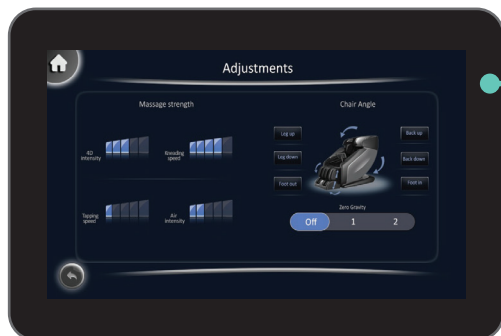 Adjustments
Massage strength
Chair Angle
4D
intensity
Kneading
speed
Tapping
speed
Air
intensity
Leg up
Back up
Leg down
Back down
Foot out
Foot in
Zero Gravity
Off 1 2